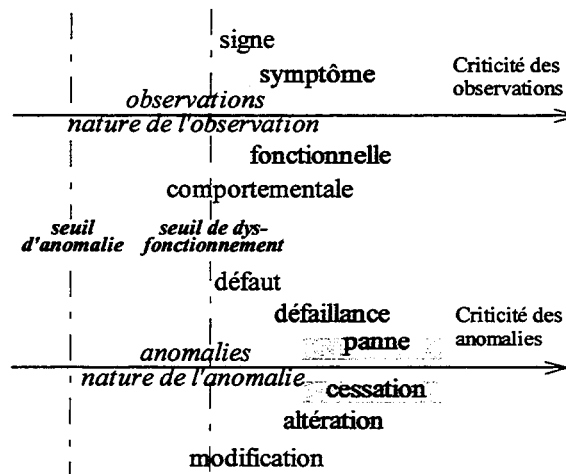 signe
symptôme
Criticité des
observations
observations
nature de l'observation
fonctionnelle
comportementale
seuil
d'anomalie
seuil de dys-
fonctionnement
défaut
défaillance
panne
Criticité des
anomalies
anomalies
nature de l'anomalie
cessation
altération
modification